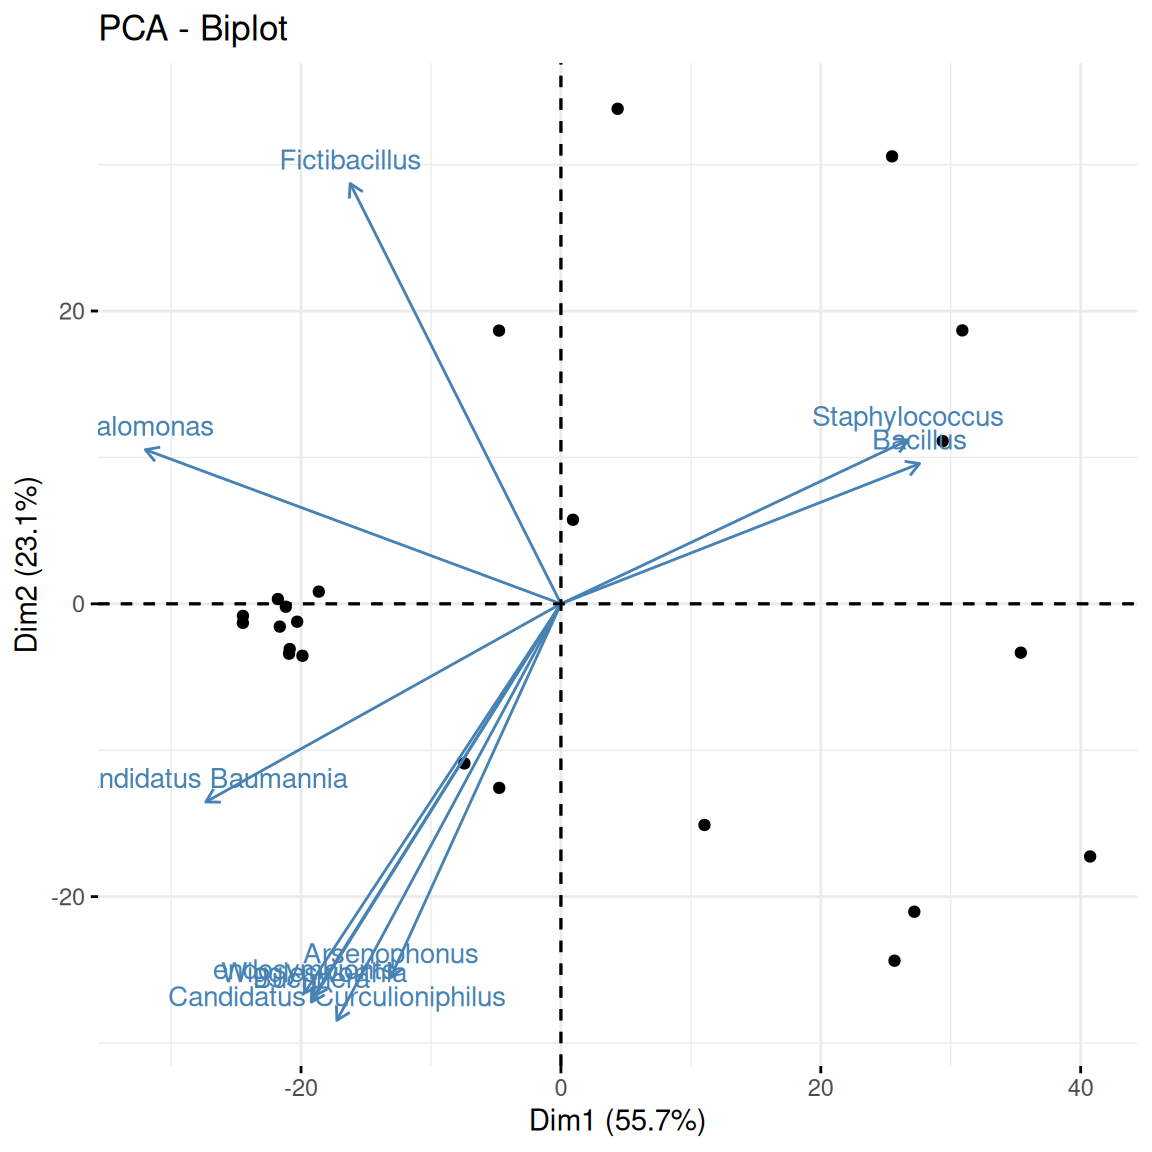 PCA - Biplot
Fictibacillus
20
Staphylococcus
alomonas
Bacillus
Dim2 (23.1%)
0
ndidatus Baumannia
-20
Arsenophonus
Candidatus Curculioniphilus
-20 0 20 40
Dim1 (55.7%)